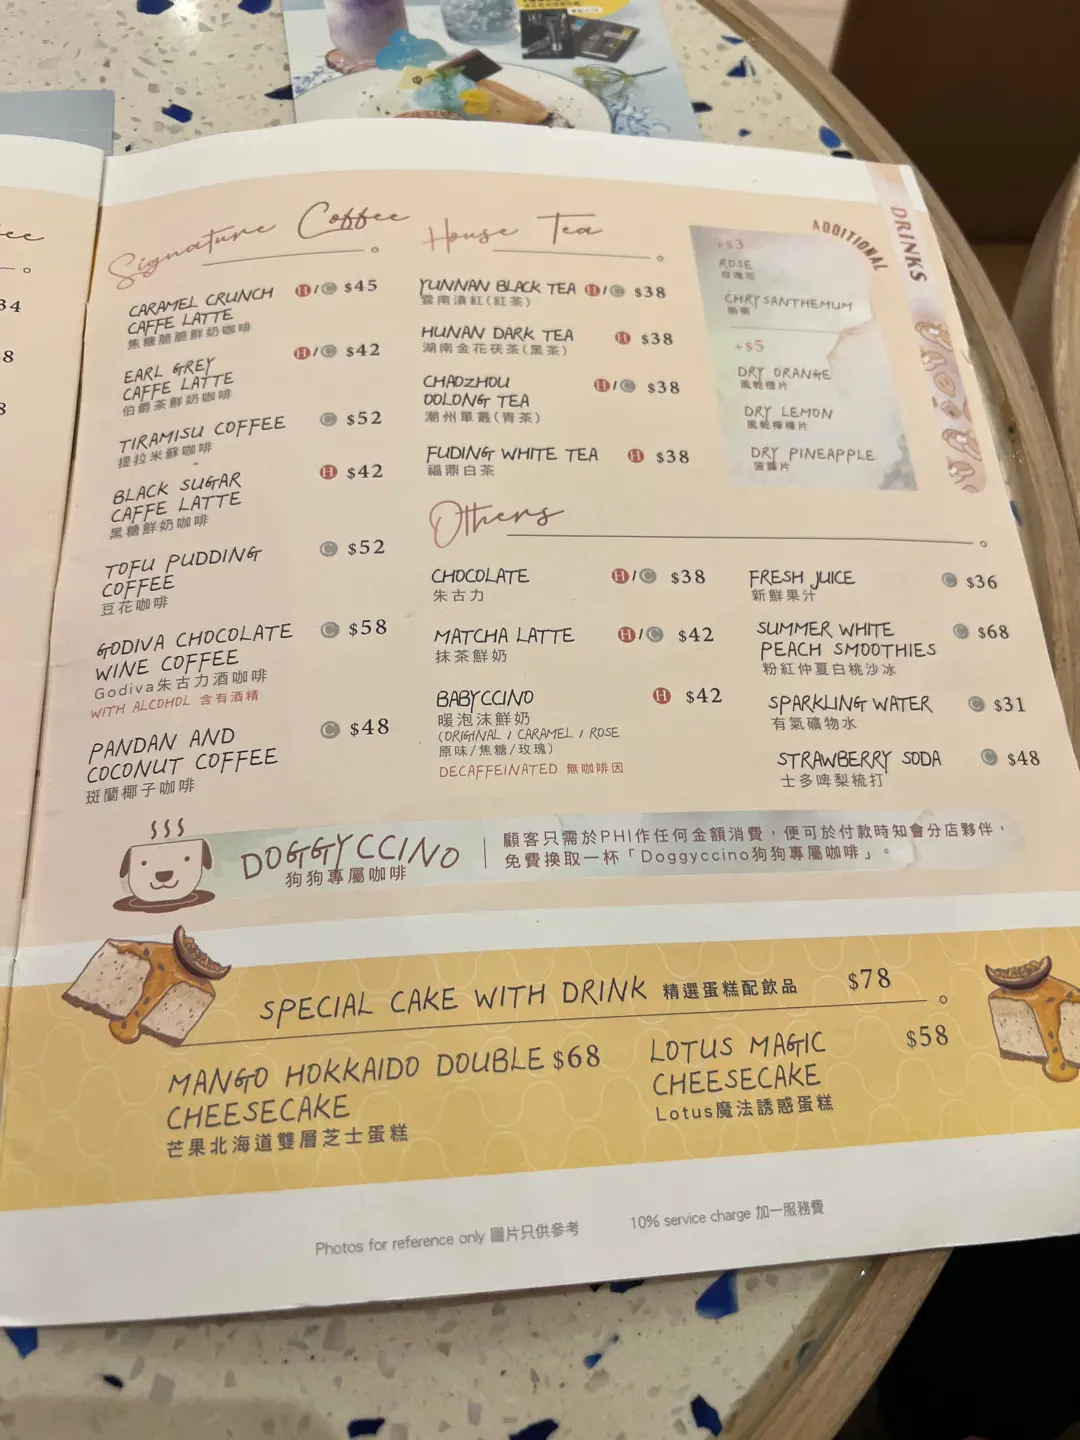 ee
34
8
8
DRINKS
Signature Coffee
CARAMEL CRUNCH H/C $45
CAFFE LATTE
焦糖脆脆鮮奶咖啡
EARL GREY H/C $42
CAFFE LATTE
伯爵茶鮮奶咖啡
TIRAMISU COFFEE C $52
提拉米蘇咖啡
BLACK SUGAR H $42
CAFFE LATTE
黑糖鮮奶咖啡
TOFU PUDDING C $52
COFFEE
豆花咖啡
GODIVA CHOCOLATE C $58
WINE COFFEE
Godiva朱古力酒咖啡
WITH ALCOHOL 含有酒精
PANDAN AND C $48
COCONUT COFFEE
斑蘭椰子咖啡
House Tea
YUNNAN BLACK TEA H/C $38
雲南滇紅(紅茶)
HUNAN DARK TEA H $38
湖南金花茯茶(黑茶)
CHAOZHOU H/C $38
OOLONG TEA
潮州單叢(青茶)
FUDING WHITE TEA H $38
福鼎白茶
ADDITIONAL
+$3
ROSE
玫瑰花
CHRYSANTHEMUM
+$5
DRY ORANGE
風乾橙片
DRY LEMON
風乾檸檬片
DRY PINEAPPLE
菠蘿片
Others
CHOCOLATE H/C $38
朱古力
MATCHA LATTE H/C $42
抹茶鮮奶
BABYCCINO H $42
暖泡沫鮮奶
(ORIGINAL / CARAMEL / ROSE
原味/焦糖/玫瑰)
DECAFFEINATED 無咖啡因
FRESH JUICE C $36
新鮮果汁
SUMMER WHITE C $68
PEACH SMOOTHIES
粉紅仲夏白桃沙冰
SPARKLING WATER C $31
有氣礦物水
STRAWBERRY SODA C $48
士多啤梨梳打
DOGGYCCINO
狗狗專屬咖啡
顧客只需於PHI作任何金額消費，便可於付款時知會分店夥伴，
免費換取一杯「Doggyccino狗狗專屬咖啡」。
SPECIAL CAKE WITH DRINK 精選蛋糕配飲品 $78
MANGO HOKKAIDO DOUBLE $68
CHEESECAKE
芒果北海道雙層芝士蛋糕
LOTUS MAGIC $58
CHEESECAKE
Lotus魔法誘惑蛋糕
Photos for reference only 圖片只供參考
10% service charge 加一服務費